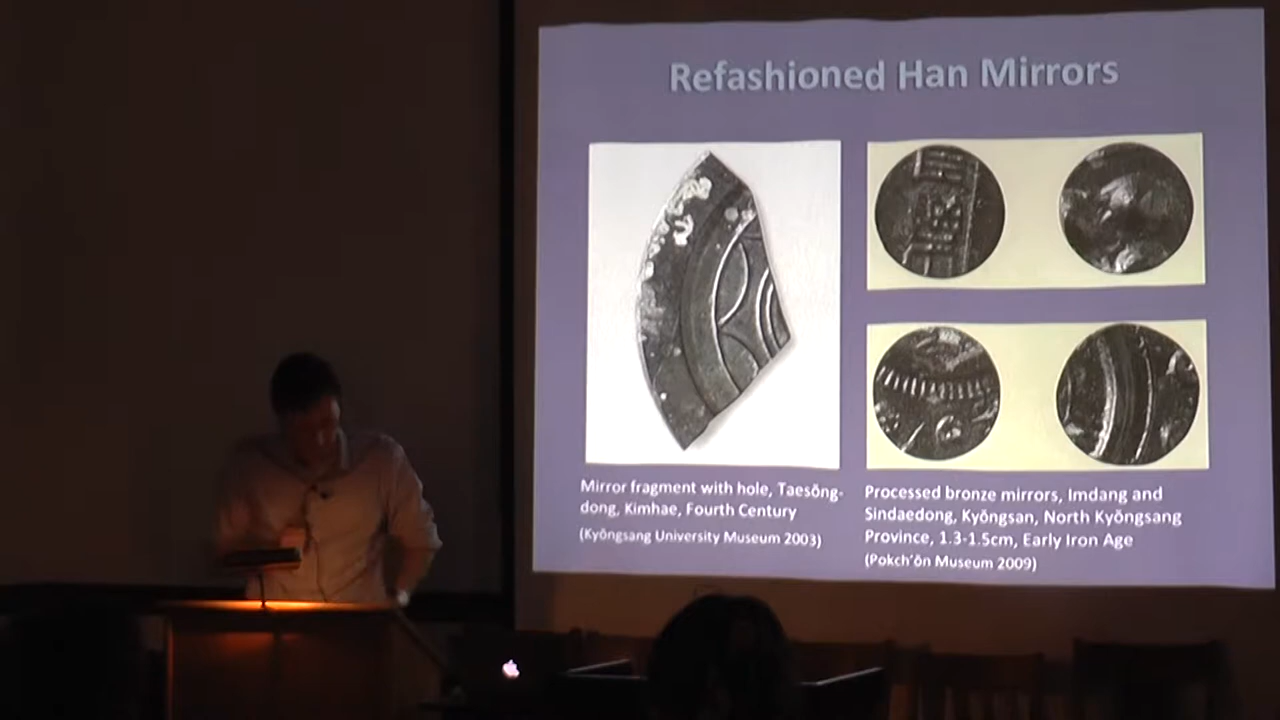 Refashioned Han Mirrors
Mirror fragment with hole, Taesŏng-
dong, Kimhae, Fourth Century
(Kyŏngsang University Museum 2003)
Processed bronze mirrors, Imdang and
Sindaedong, Kyŏngsan, North Kyŏngsang
Province, 1.3-1.5cm, Early Iron Age
(Pokch’ŏn Museum 2009)